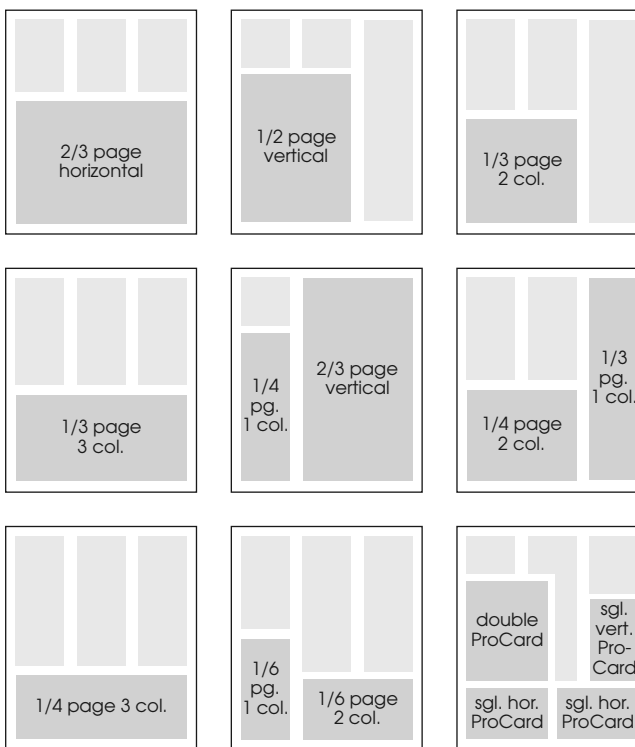 2/3 page
horizontal
1/2 page
vertical
1/3 page
2 col.
1/3 page
3 col.
1/4
pg.
1 col.
2/3 page
vertical
1/4 page
2 col.
1/3
pg.
1 col.
1/4 page 3 col.
1/6
pg.
1 col.
1/6 page
2 col.
double
ProCard
sgl.
vert.
Pro-
Card
sgl. hor.
ProCard
sgl. hor.
ProCard